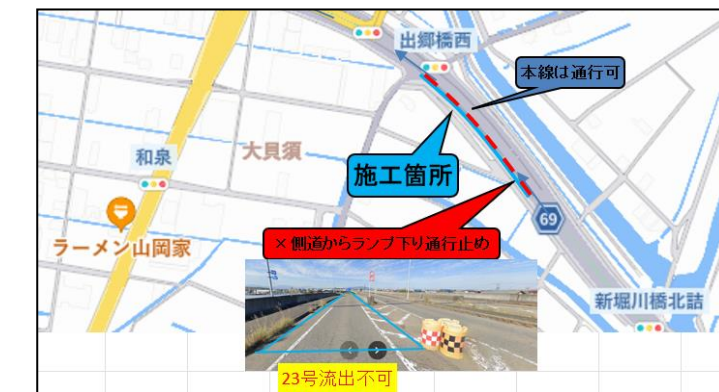 出郷橋西
本線は通行可
和泉
大貝須
施工箇所
69
ラーメン山岡家
×側道からランプ下り通行止め
新堀川橋北詰
23号流出不可